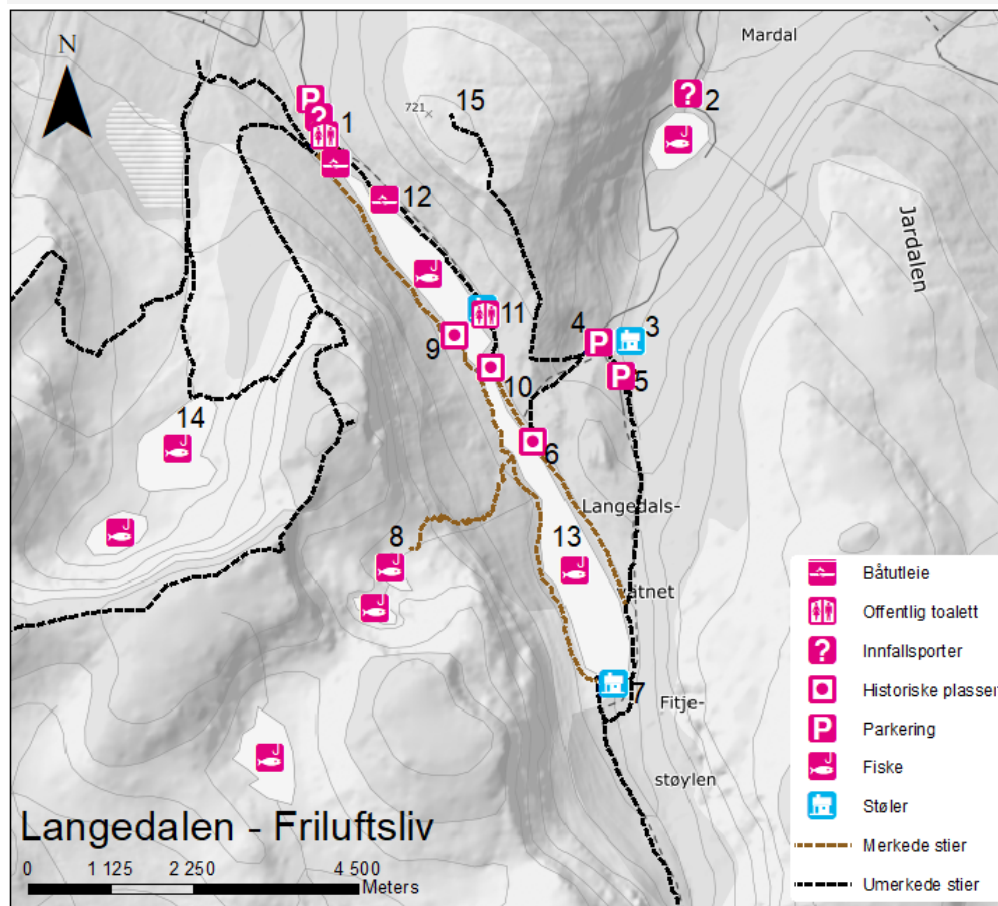 Mardal
N
P
?
1
?
2
721
15
12
Jardalen
11
9
4
P
3
P
5
10
6
14
Langedals-
8
13
vatnet
7
Fitje-
støylen
Båtutleie
Offentlig toalett
? Innfallsporter
Historiske plasser
P Parkering
Fiske
Støler
Merkede stier
Umerkede stier
Langedalen - Friluftsliv
0 1 125 2 250 4 500
Meters